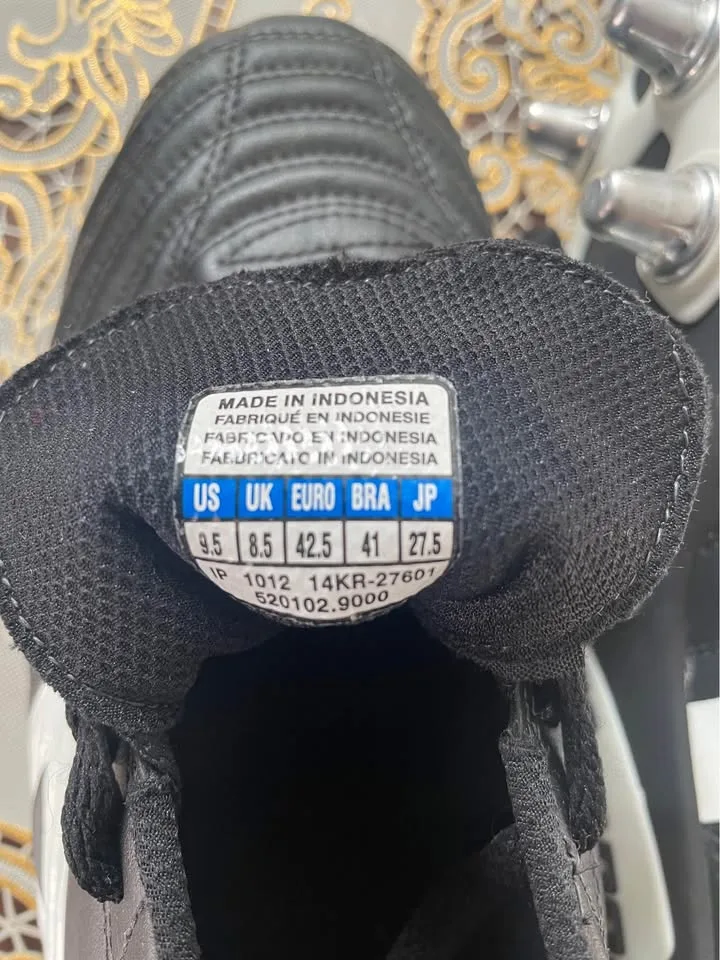 MADE IN INDONESIA
FABRIQUÉ EN INDONESIE
FABRICADO EN INDONESIA
FABBRICATO IN INDONESIA
US UK EURO BRA JP
9.5 8.5 42.5 41 27.5
IP 1012 14KR-27601
520102.9000